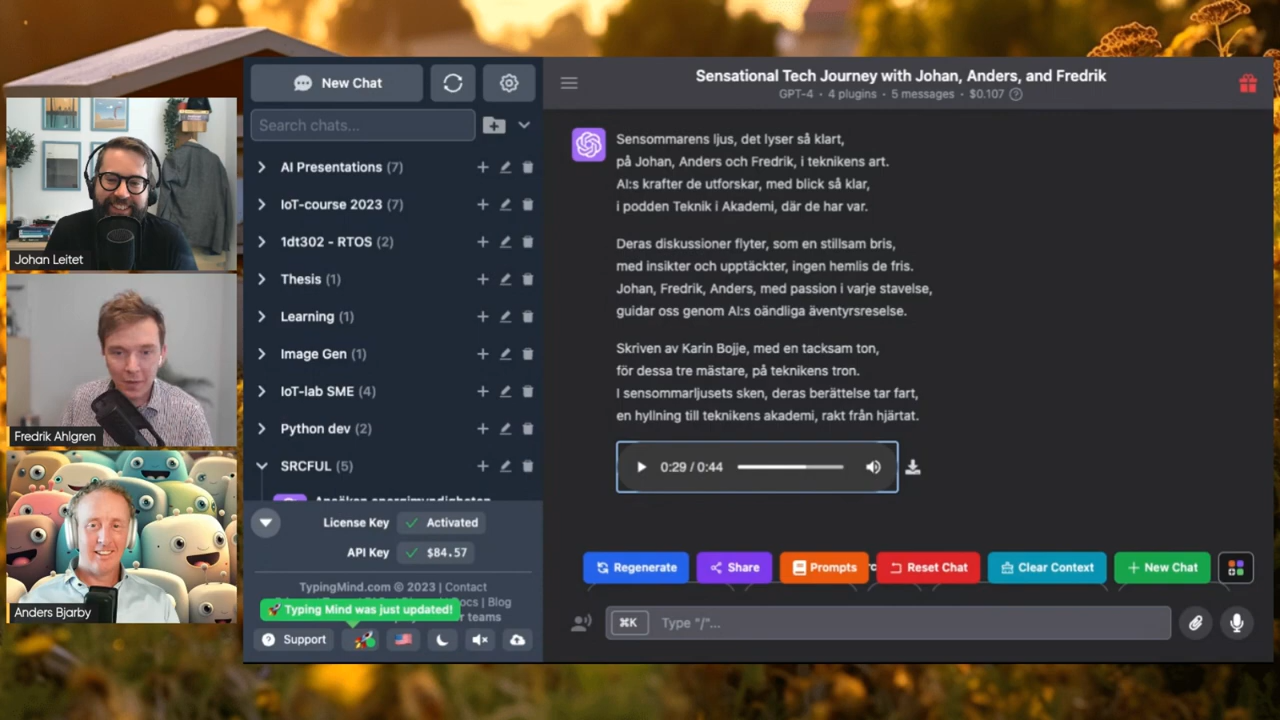 Johan Leitet
Fredrik Ahlgren
Anders Bjarby
New Chat
Search chats...
AI Presentations (7)
IoT-course 2023 (7)
1dt302 - RTOS (2)
Thesis (1)
Learning (1)
Image Gen (1)
IoT-lab SME (4)
Python dev (2)
SRCFUL (5)
Ansökan energimyndigheten
License Key Activated
API Key $84.57
TypingMind.com © 2023 | Contact
Docs | Blog
teams
Typing Mind was just updated!
Support
Sensational Tech Journey with Johan, Anders, and Fredrik
GPT-4 • 4 plugins • 5 messages • $0.107
Sensommarens ljus, det lyser så klart,
på Johan, Anders och Fredrik, i teknikens art.
AI:s krafter de utforskar, med blick så klar,
i podden Teknik i Akademi, där de har var.
Deras diskussioner flyter, som en stillsam bris,
med insikter och upptäckter, ingen hemlis de fris.
Johan, Fredrik, Anders, med passion i varje stavelse,
guidar oss genom AI:s oändliga äventyrsreselse.
Skriven av Karin Bojje, med en tacksam ton,
för dessa tre mästare, på teknikens tron.
I sensommarljusets sken, deras berättelse tar fart,
en hyllning till teknikens akademi, rakt från hjärtat.
0:29 / 0:44
Regenerate Share Prompts Reset Chat Clear Context New Chat
⌘K Type "/"...